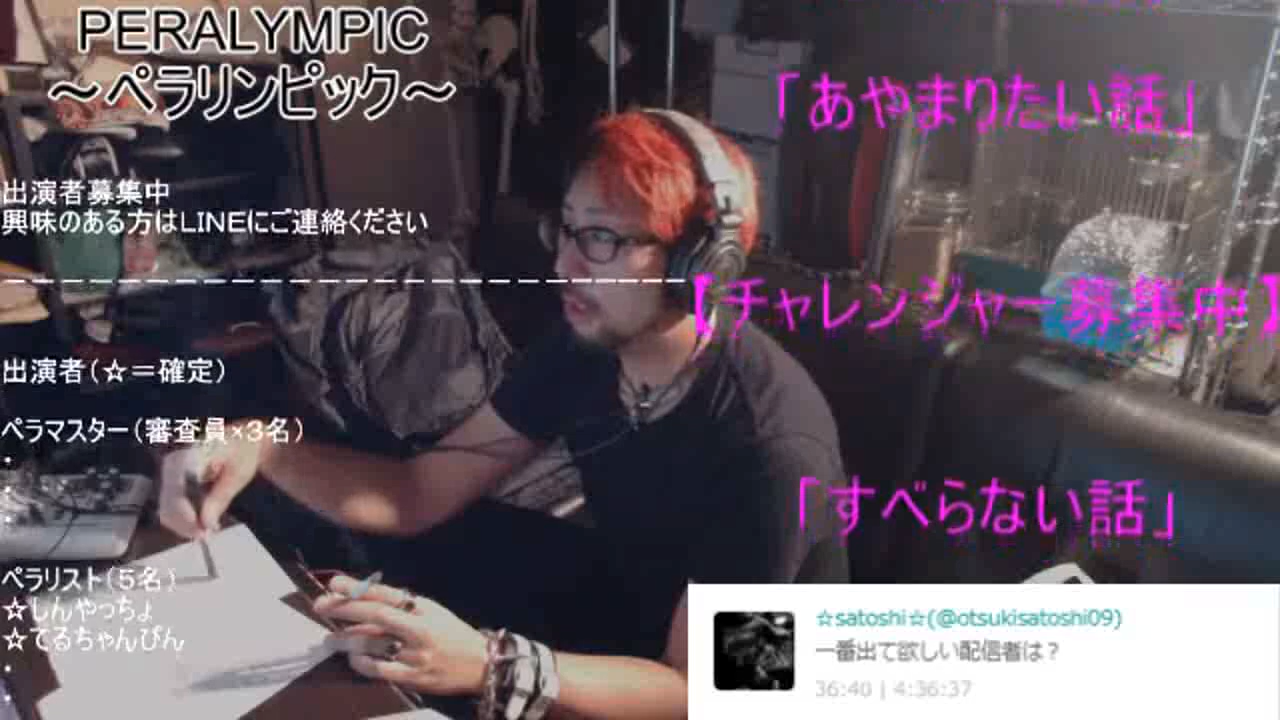 PERALYMPIC
～ペラリンピック～
出演者募集中
興味のある方はLINEにご連絡ください
出演者(☆＝確定)
ペラマスター(審査員×3名)
・
・
・
ペラリスト(5名)
☆しんやっちょ
☆てるちゃんぴん
・
「あやまりたい話」
【チャレンジャー募集中】
「すべらない話」
☆satoshi☆(@otsukisatoshi09)
一番出て欲しい配信者は？
36:40 | 4:36:37